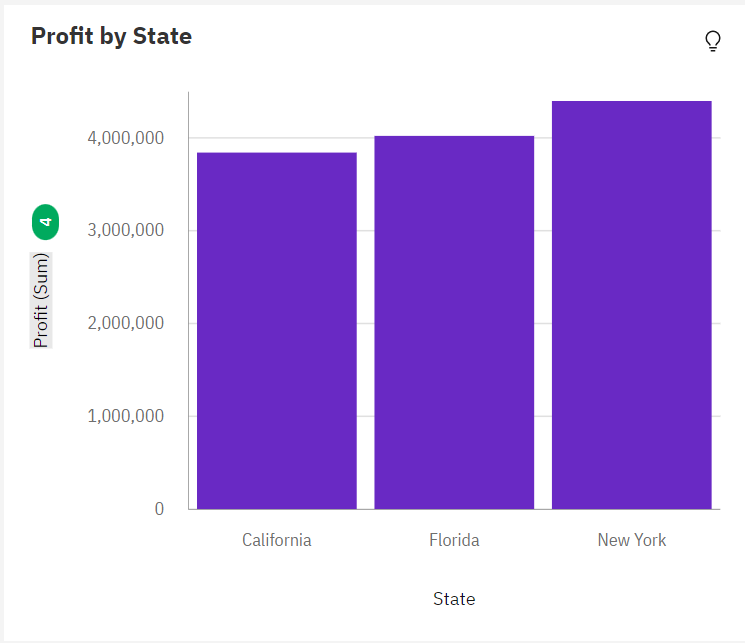 Profit by State
4
Profit (Sum)
4,000,000
3,000,000
2,000,000
1,000,000
0
California
Florida
New York
State